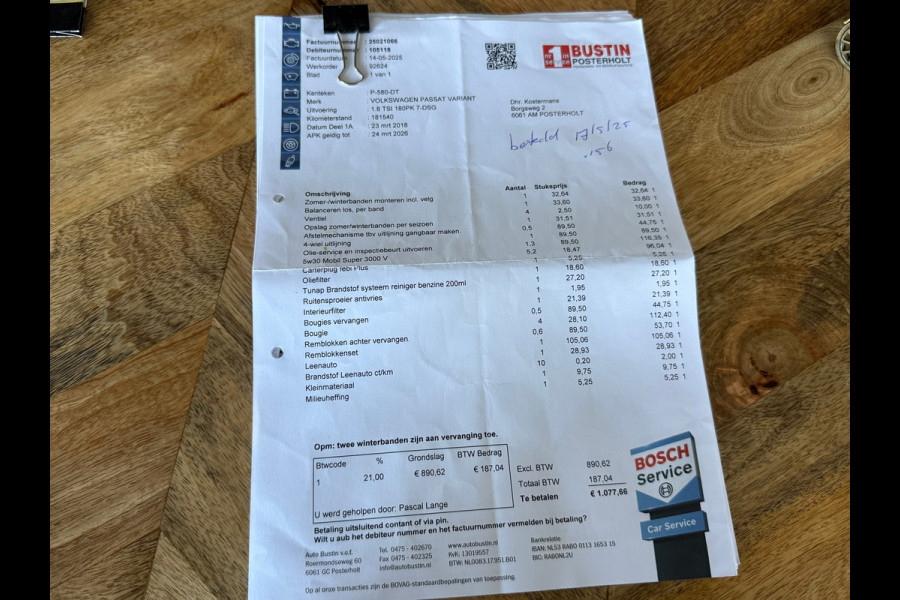 Factuurnummer : 25021066
Debiteurnummer : 105118
Factuurdatum : 14-05-2025
Werkorder : 92624
Blad : 1 van 1
Kenteken : P-580-DT
Merk : VOLKSWAGEN PASSAT VARIANT
Uitvoering : 1.8 TSI 180PK 7-DSG
Kilometerstand : 181540
Datum Deel 1A : 23 mrt 2018
APK geldig tot : 24 mrt 2026
BUSTIN
POSTERHOLT
Dhr. Kostermans
Borgsweg 2
6061 AM POSTERHOLT
betaald 17/5/25
Omschrijving Aantal Stuksprijs Bedrag
Zomer-/winterbanden monteren incl. velg 1 32,64 32,64 1
Balanceren los, per band 1 33,60 33,60 1
Ventiel 4 2,50 10,00 1
Opslag zomer/winterbanden per seizoen 1 31,51 31,51 1
Afstelmechanisme tbv uitlijning gangbaar maken 0,5 89,50 44,75 1
4-wiel uitlijning 1 89,50 89,50 1
Olie-service en inspectiebeurt uitvoeren 1,3 89,50 116,35 1
5w30 Mobil Super 3000 V 5,2 18,47 96,04 1
Carterplug febi Plus 1 5,25 5,25 1
Oliefilter 1 18,60 18,60 1
Tunap Brandstof systeem reiniger benzine 200ml 1 27,20 27,20 1
Ruitensproeier antivries 1 1,95 1,95 1
Interieurfilter 1 21,39 21,39 1
Bougies vervangen 0,5 89,50 44,75 1
Bougie 4 28,10 112,40 1
Remblokken achter vervangen 0,6 89,50 53,70 1
Remblokkenset 1 105,06 105,06 1
Leenauto 1 28,93 28,93 1
Brandstof Leenauto ct/km 10 0,20 2,00 1
Kleinmateriaal 1 9,75 9,75 1
Milieuheffing 1 5,25 5,25 1
Opm: twee winterbanden zijn aan vervanging toe.
Btwcode % Grondslag BTW Bedrag
1 21,00 € 890,62 € 187,04
Excl. BTW 890,62
Totaal BTW 187,04
Te betalen € 1.077,66
U werd geholpen door: Pascal Lange
Betaling uitsluitend contant of via pin.
Wilt u aub het debiteur nummer en het factuurnummer vermelden bij betaling?
Auto Bustin v.o.f. Tel. 0475 - 402670 www.autobustin.nl Bankrelatie
Roermondseweg 60 Fax 0475 - 402325 KvK: 13019557 IBAN: NL53 RABO 0113 1653 15
6061 GC Posterholt info@autobustin.nl BTW: NL0083.17.951.B01 BIC: RABONL2U
Op al onze transacties zijn de BOVAG-standaardbepalingen van toepassing.
BOSCH
Service
Car Service